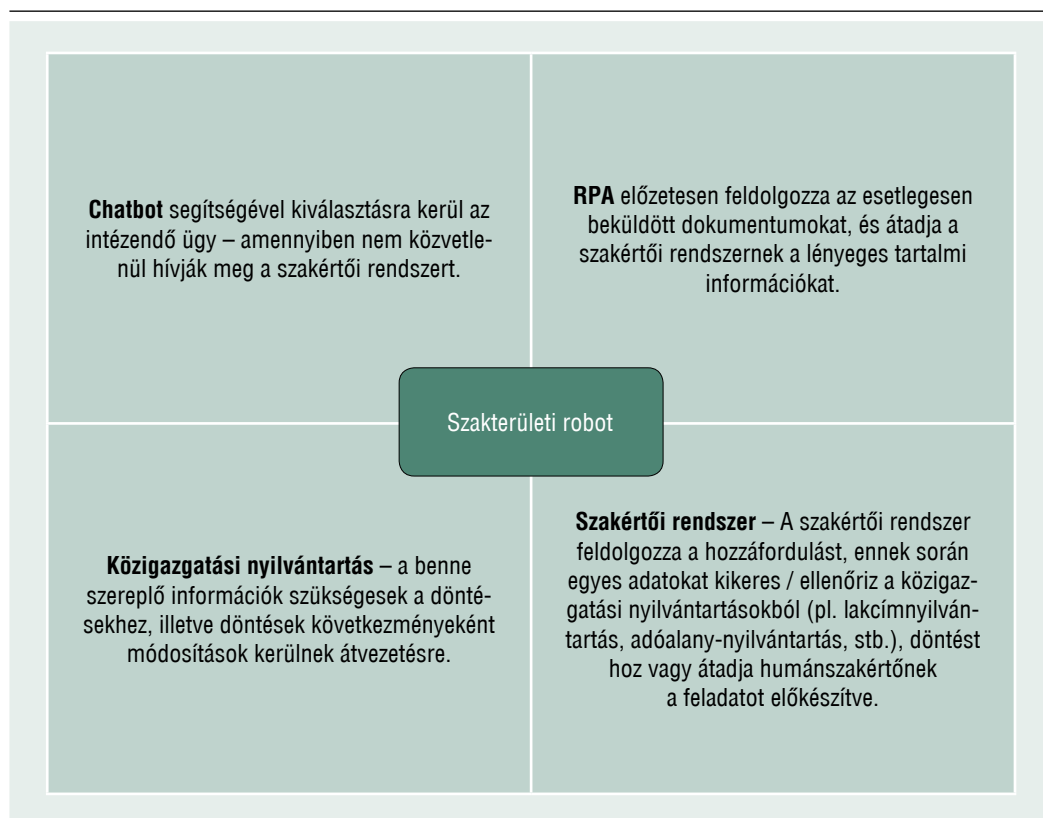 Chatbot segítségével kiválasztásra kerül az
intézendő ügy – amennyiben nem közvetle-
nül hívják meg a szakértői rendszert.
RPA előzetesen feldolgozza az esetlegesen
beküldött dokumentumokat, és átadja a
szakértői rendszernek a lényeges tartalmi
információkat.
Szakterületi robot
Közigazgatási nyilvántartás – a benne
szereplő információk szükségesek a dönté-
sekhez, illetve döntések következményeként
módosítások kerülnek átvezetésre.
Szakértői rendszer – A szakértői rendszer
feldolgozza a hozzáfordulást, ennek során
egyes adatokat kikeres / ellenőriz a közigaz-
gatási nyilvántartásokból (pl. lakcímnyilván-
tartás, adóalany-nyilvántartás, stb.), döntést
hoz vagy átadja humánszakértőnek
a feladatot előkészítve.